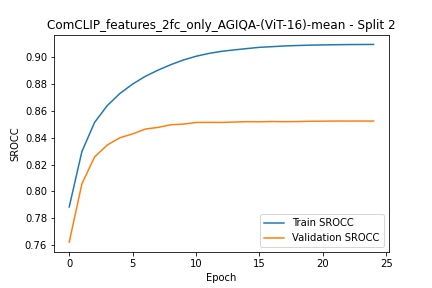 ComCLIP_features_2fc_only_AGIQA-(ViT-16)-mean - Split 2
SROCC
0.90
0.88
0.86
0.84
0.82
0.80
0.78
0.76
Train SROCC
Validation SROCC
0
5
10
15
20
25
Epoch